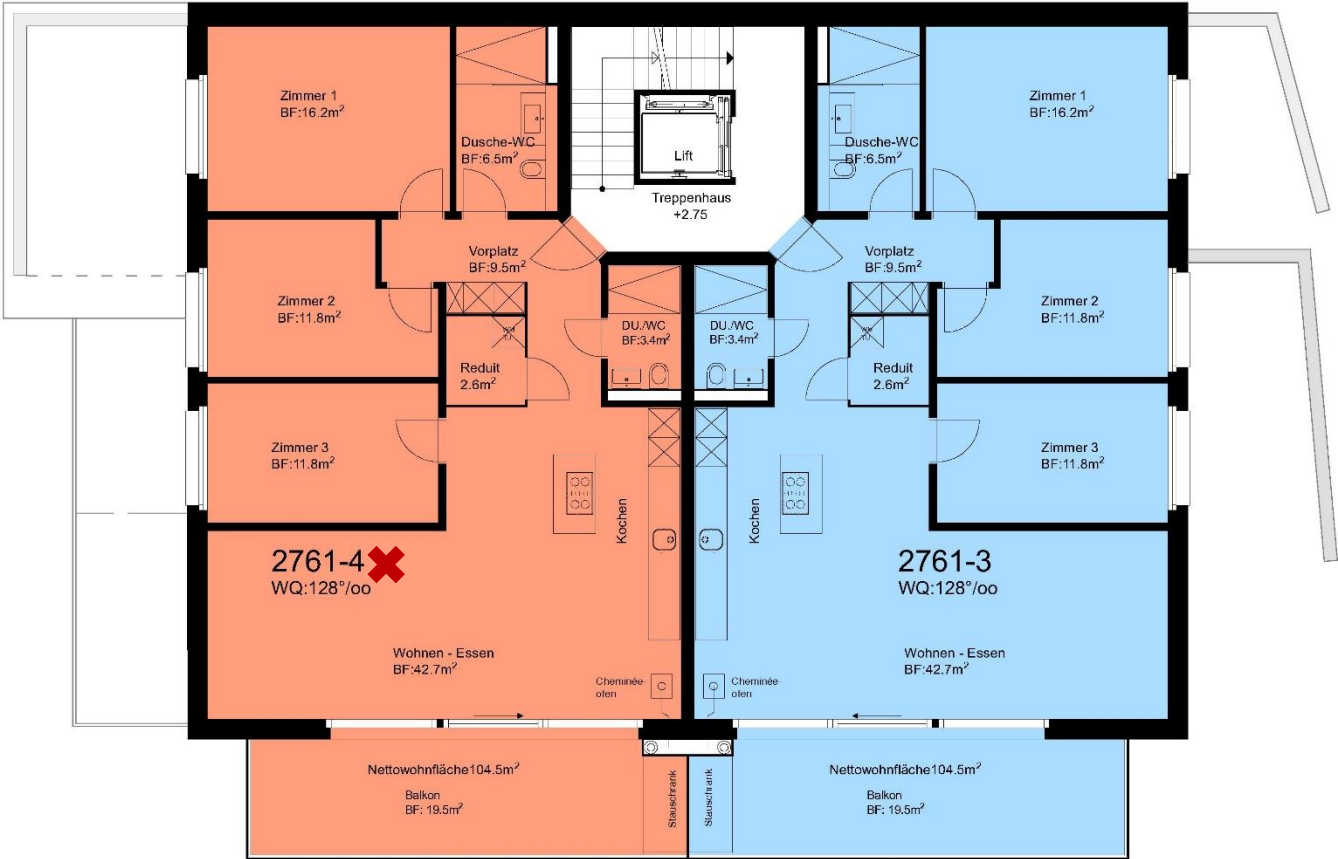 Zimmer 1
BF:16.2m²
Dusche-WC
BF:6.5m²
Lift
Treppenhaus
+2.75
Dusche-WC
BF:6.5m²
Zimmer 1
BF:16.2m²
Zimmer 2
BF:11.8m²
Vorplatz
BF:9.5m²
DU./WC
BF:3.4m²
DU./WC
BF:3.4m²
Vorplatz
BF:9.5m²
Zimmer 2
BF:11.8m²
Reduit
2.6m²
Reduit
2.6m²
Zimmer 3
BF:11.8m²
Kochen
Kochen
Zimmer 3
BF:11.8m²
2761-4
WQ:128°/oo
2761-3
WQ:128°/oo
Wohnen - Essen
BF:42.7m²
Cheminée-
ofen
Cheminée-
ofen
Wohnen - Essen
BF:42.7m²
Nettowohnfläche104.5m²
Balkon
BF: 19.5m²
Stauschrank
Stauschrank
Nettowohnfläche104.5m²
Balkon
BF: 19.5m²